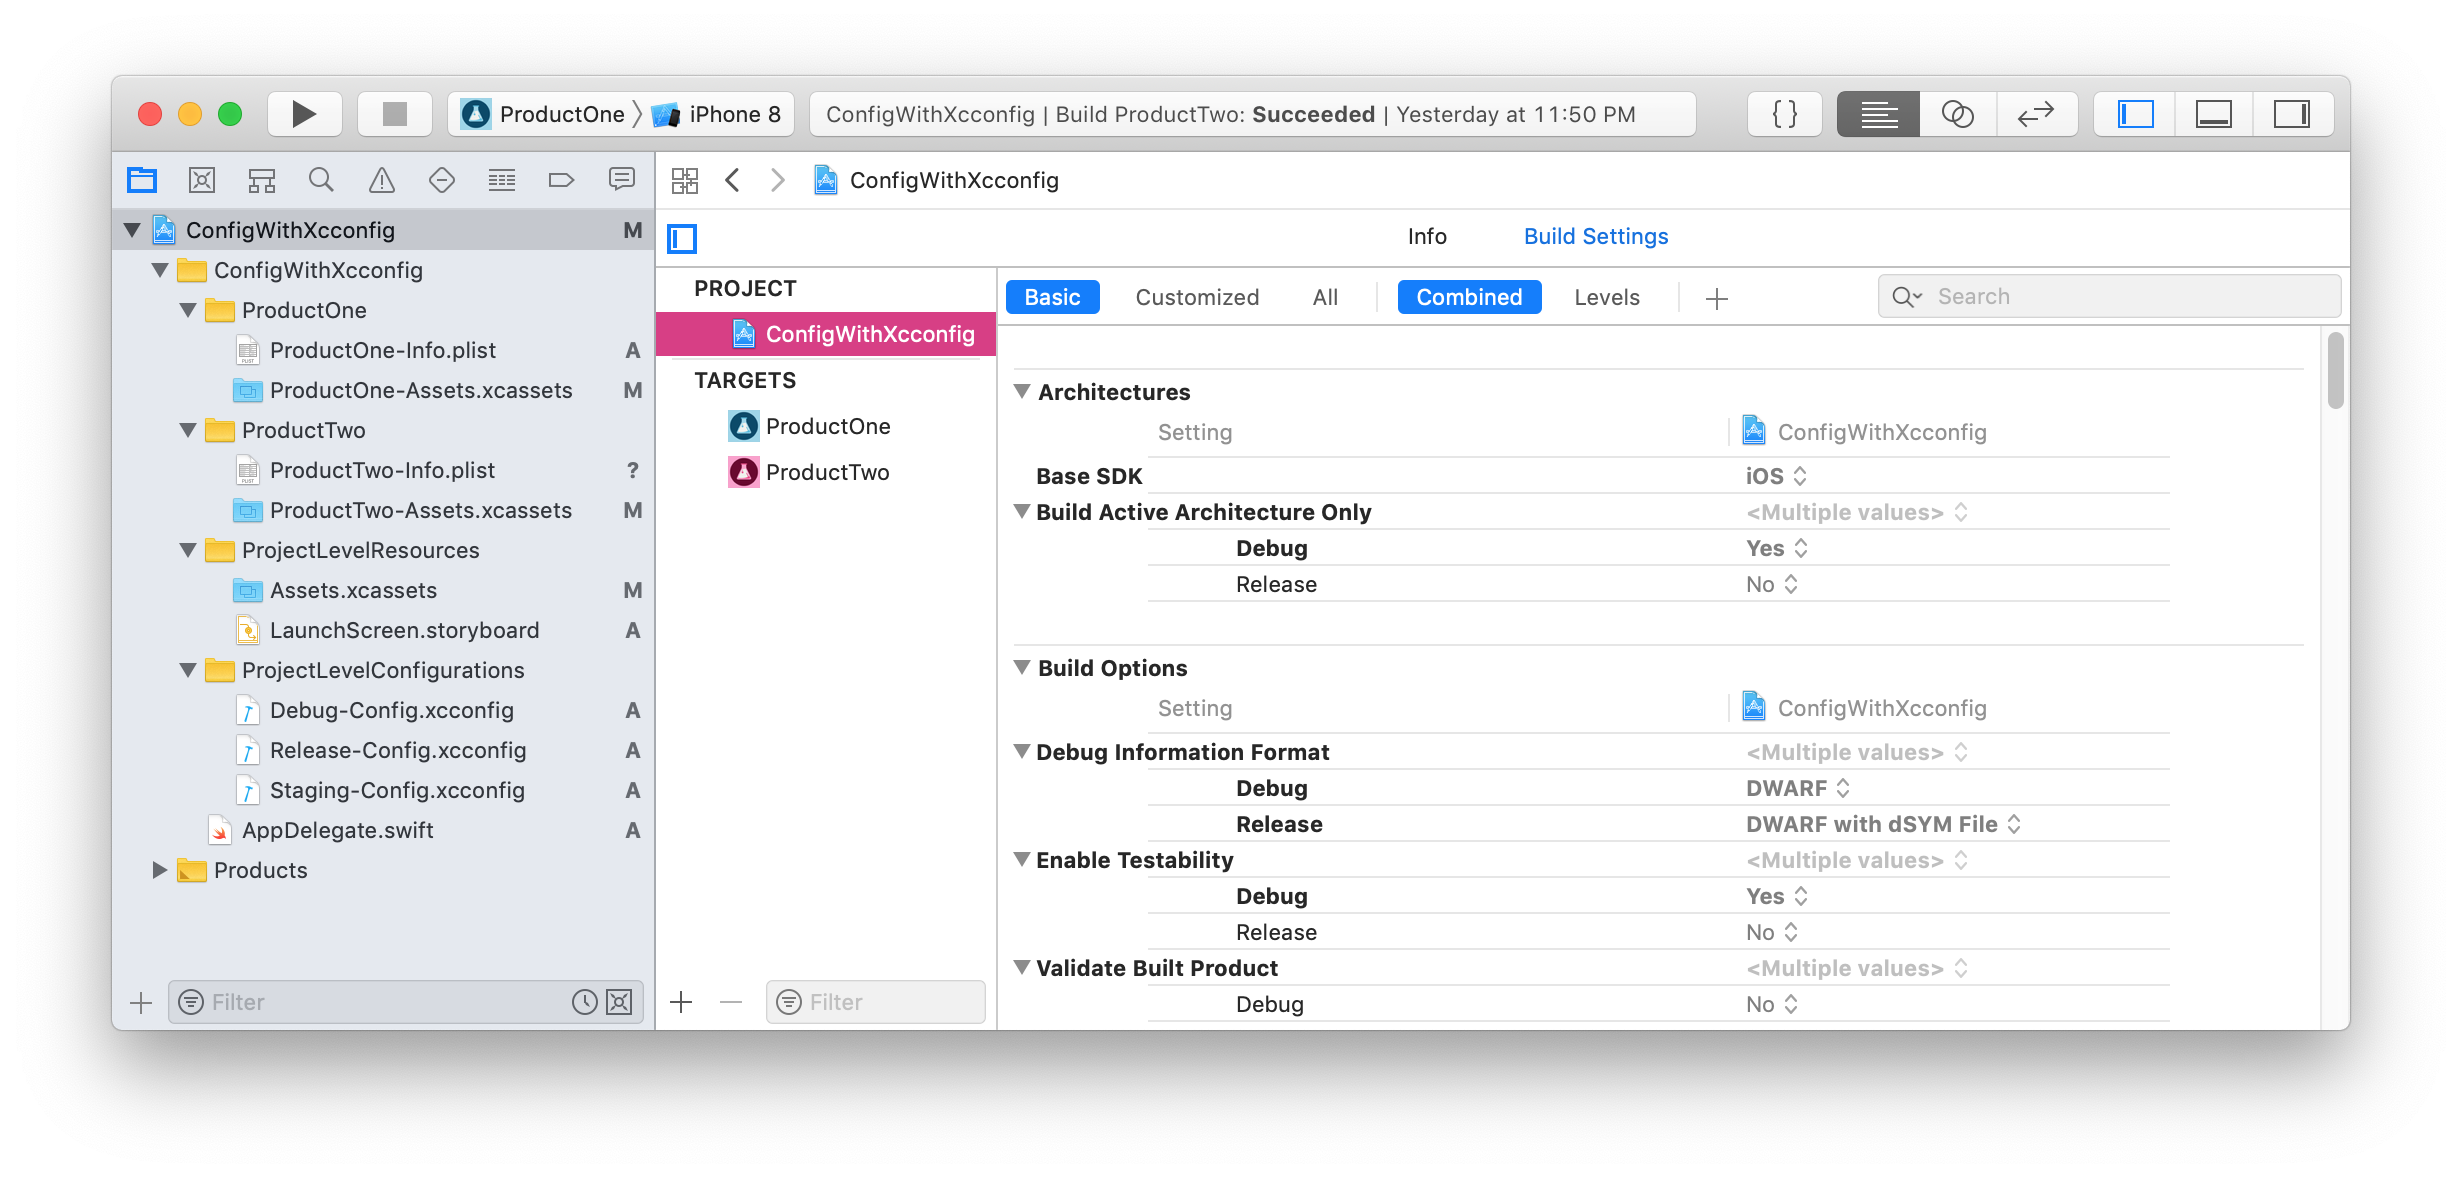 ProductOne
iPhone 8
ConfigWithXcconfig | Build ProductTwo: Succeeded | Yesterday at 11:50 PM
{ }
ConfigWithXcconfig M
ConfigWithXcconfig
ProductOne
ProductOne-Info.plist A
ProductOne-Assets.xcassets M
ProductTwo
ProductTwo-Info.plist ?
ProductTwo-Assets.xcassets M
ProjectLevelResources
Assets.xcassets M
LaunchScreen.storyboard A
ProjectLevelConfigurations
Debug-Config.xcconfig A
Release-Config.xcconfig A
Staging-Config.xcconfig A
AppDelegate.swift A
Products
Filter
ConfigWithXcconfig
Info
Build Settings
PROJECT
ConfigWithXcconfig
TARGETS
ProductOne
ProductTwo
Filter
Basic Customized All Combined Levels
Search
Architectures
Setting ConfigWithXcconfig
Base SDK iOS
Build Active Architecture Only <Multiple values>
Debug Yes
Release No
Build Options
Setting ConfigWithXcconfig
Debug Information Format <Multiple values>
Debug DWARF
Release DWARF with dSYM File
Enable Testability <Multiple values>
Debug Yes
Release No
Validate Built Product <Multiple values>
Debug No